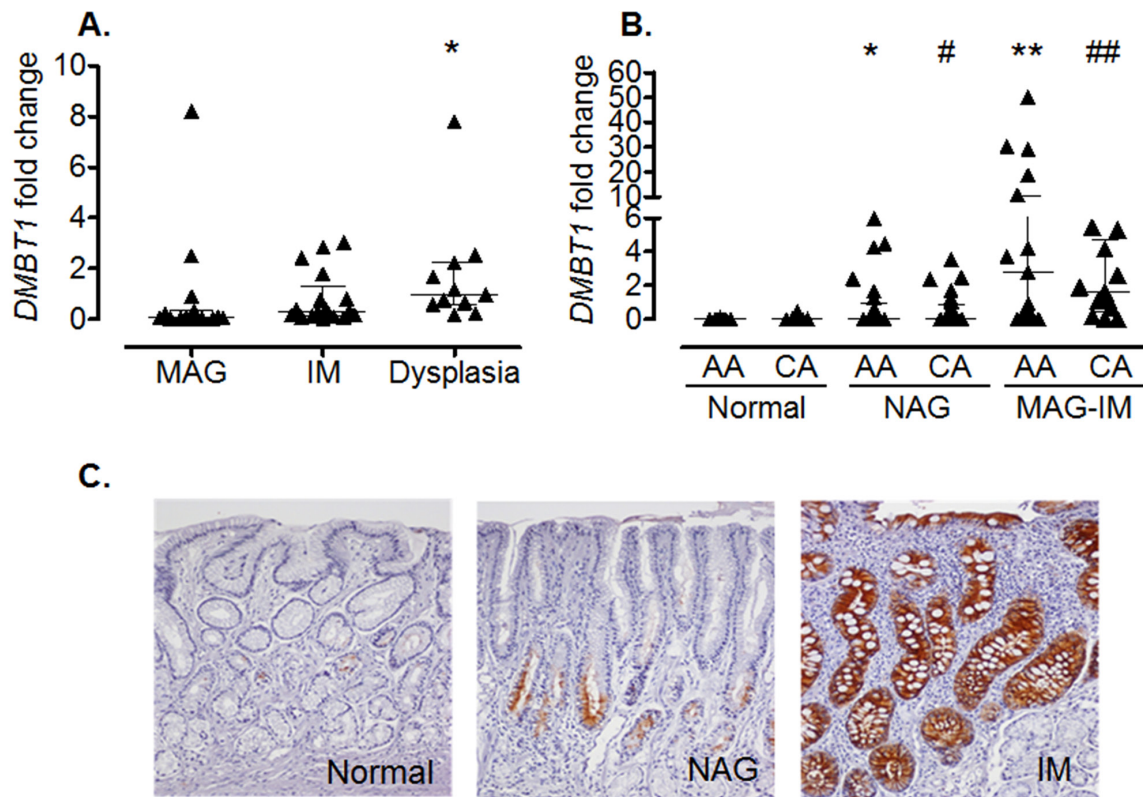 A.
*
10
8
6
4
2
0
DMBT1 fold change
MAG IM Dysplasia
B.
* # ** ##
60
50
40
30
20
10
6
4
2
0
DMBT1 fold change
AA CA AA CA AA CA
Normal NAG MAG-IM
C.
Normal NAG IM